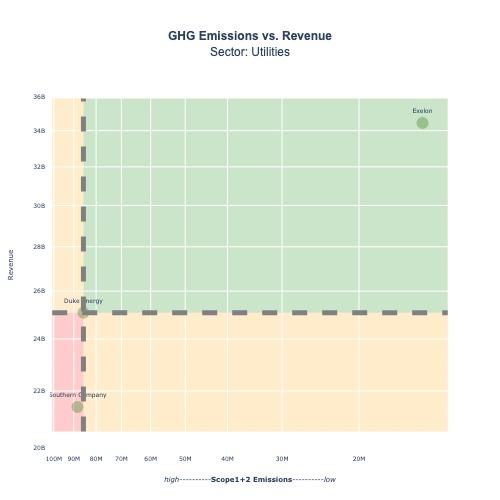 GHG Emissions vs. Revenue
Sector: Utilities
36B
Exelon
34B
32B
30B
28B
Revenue
26B
Duke Energy
24B
22B
Southern Company
20B
100M 90M 80M 70M 60M 50M 40M 30M 20M
high----------Scope1+2 Emissions----------low